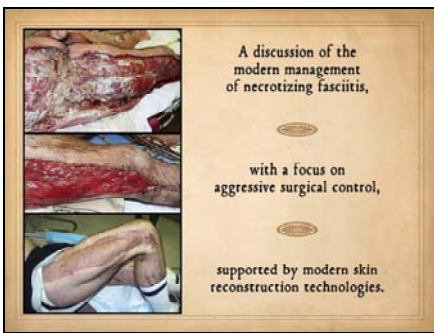 A discussion of the
modern management
of necrotizing fasciitis,
with a focus on
aggressive surgical control,
supported by modern skin
reconstruction technologies.